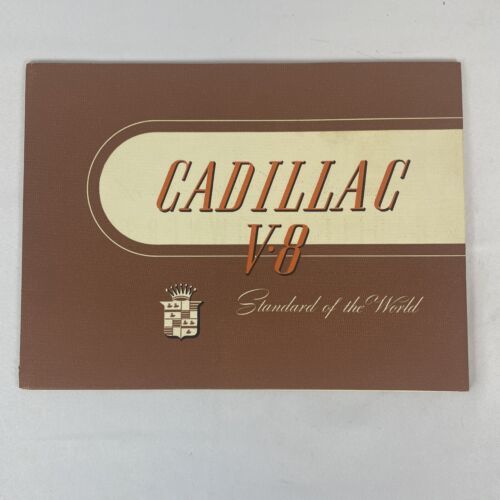 CADILLAC
V·8
Standard of the World